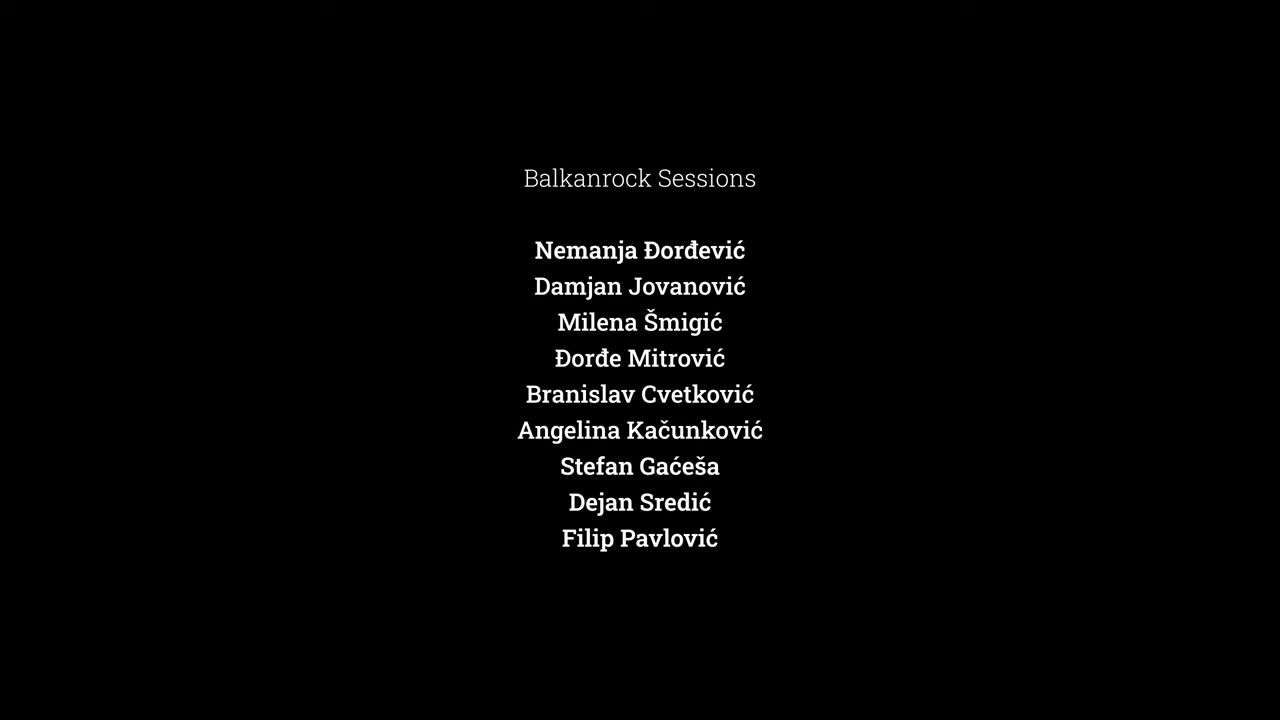 Balkanrock Sessions
Nemanja Đorđević
Damjan Jovanović
Milena Šmigić
Đorđe Mitrović
Branislav Cvetković
Angelina Kačunković
Stefan Gaćeša
Dejan Sredić
Filip Pavlović